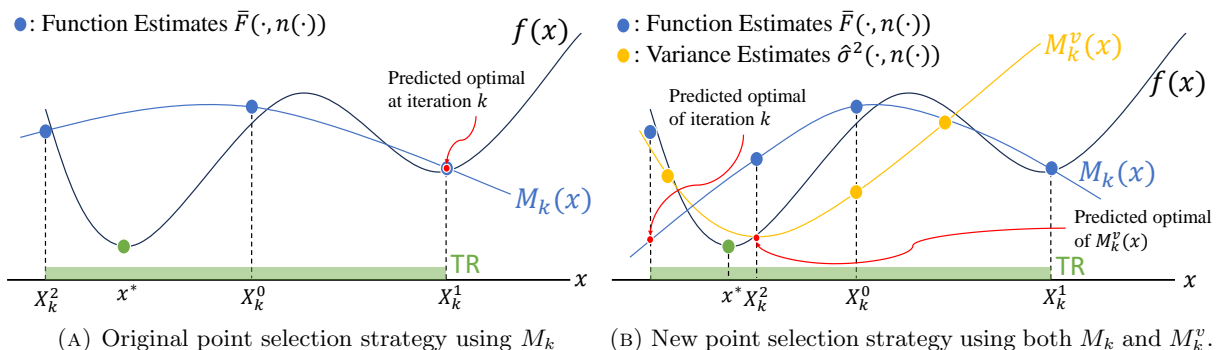 : Function Estimates F̄(·, n(·))
f(x)
Predicted optimal
at iteration k
M_k(x)
TR
x
X_k^2
x*
X_k^0
X_k^1
(A) Original point selection strategy using M_k
: Function Estimates F̄(·, n(·))
: Variance Estimates σ̂²(·, n(·))
M_k^v(x)
f(x)
Predicted optimal
of iteration k
M_k(x)
Predicted optimal
of M_k^v(x)
TR
x
x*
X_k^2
X_k^0
X_k^1
(B) New point selection strategy using both M_k and M_k^v.